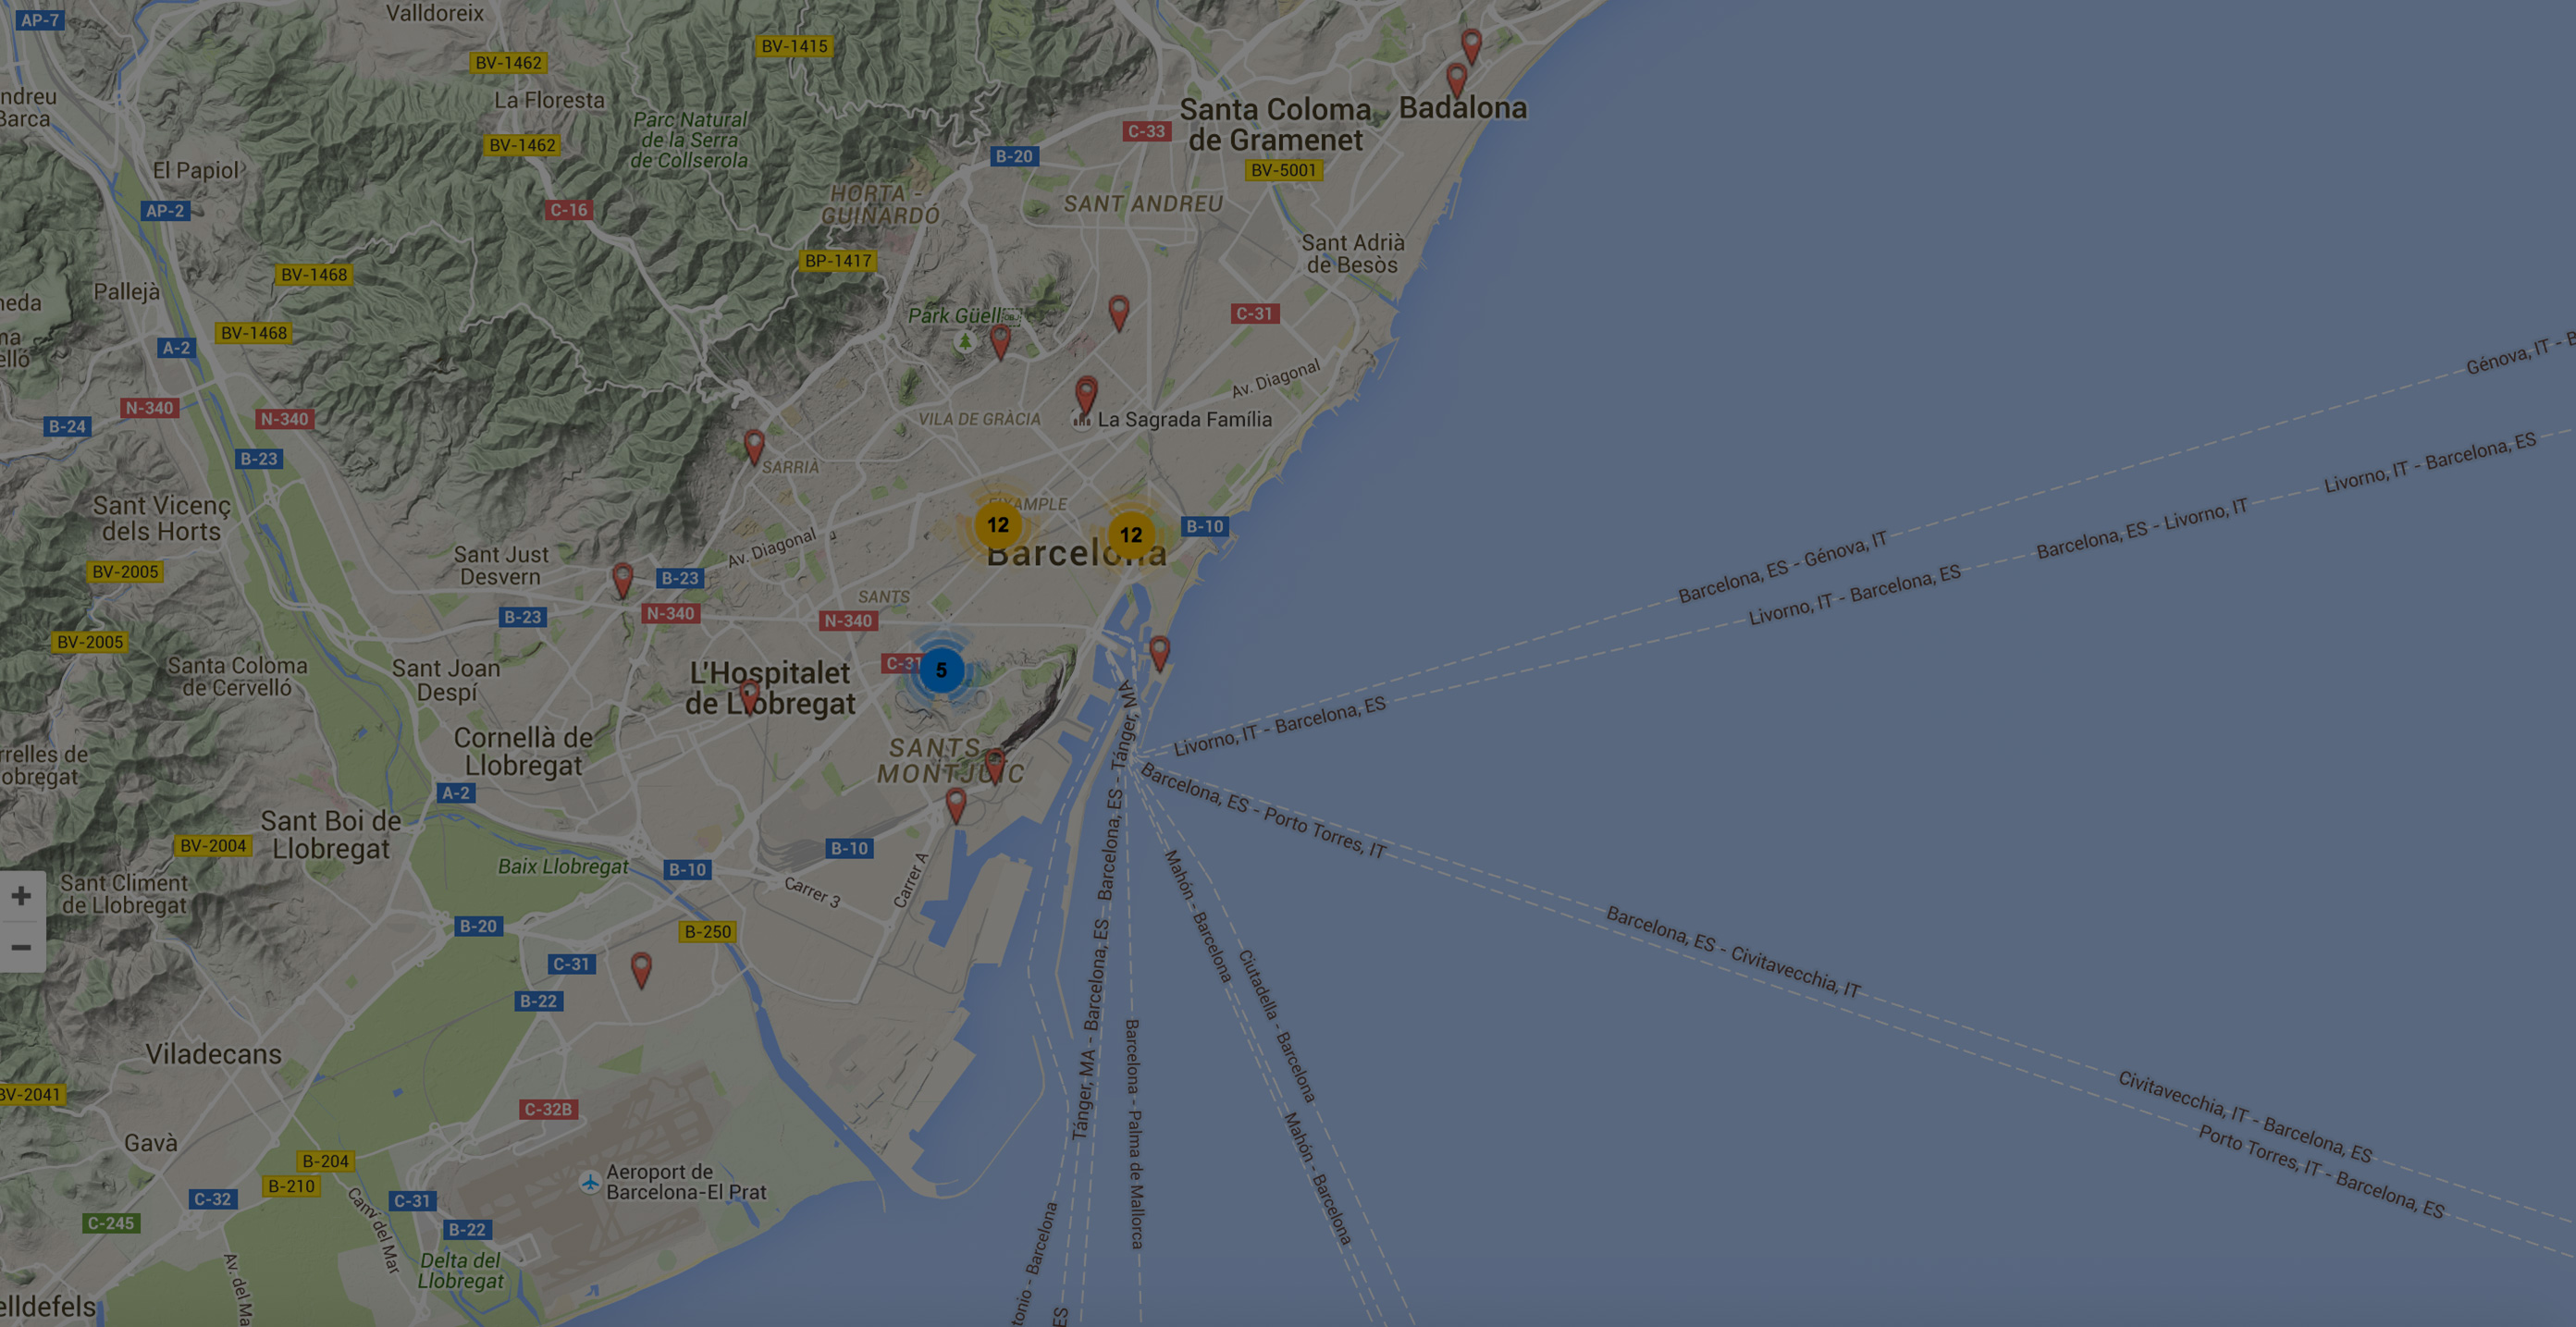 AP-7
Valldoreix
BV-1415
BV-1462
ndreu
Barca
La Floresta
Parc Natural
de la Serra
de Collserola
BV-1462
Santa Coloma
de Gramenet
Badalona
C-33
B-20
El Papiol
AP-2
C-16
HORTA -
GUINARDÓ
BV-5001
SANT ANDREU
Sant Adrià
de Besòs
BP-1417
BV-1468
Pallejà
neda
BV-1468
na
elló
A-2
Park Güell
C-31
Génova, IT - B
Av. Diagonal
N-340
N-340
B-24
B-23
VILA DE GRÀCIA
La Sagrada Família
SARRIÀ
Livorno, IT - Barcelona, ES
Barcelona, ES - Livorno, IT
Sant Vicenç
dels Horts
EIXAMPLE
12
12
B-10
Barcelona
Barcelona, ES - Génova, IT
Livorno, IT - Barcelona, ES
Av. Diagonal
Sant Just
Desvern
B-23
BV-2005
SANTS
B-23
N-340
N-340
BV-2005
C-31
5
Santa Coloma
de Cervelló
Sant Joan
Despí
L'Hospitalet
de Llobregat
Livorno, IT - Barcelona, ES
Cornellà de
Llobregat
SANTS
MONTJUÏC
rrelles de
obregat
A-2
Barcelona, ES - Porto Torres, IT
Sant Boi de
Llobregat
BV-2004
B-10
Baix Llobregat
B-10
Carrer 3
Carrer A
Sant Climent
de Llobregat
+
−
B-20
B-250
C-31
B-22
Barcelona, ES - Civitavecchia, IT
Tánger, MA - Barcelona, ES
Barcelona, ES - Tánger, MA
Mahón - Barcelona
Ciutadella - Barcelona
Barcelona - Palma de Mallorca
Mahón - Barcelona
Viladecans
BV-2041
C-32B
Civitavecchia, IT - Barcelona, ES
Porto Torres, IT - Barcelona, ES
Gavà
B-204
B-210
Aeroport de
Barcelona-El Prat
C-32
C-31
C-245
B-22
Camí del Mar
Av. del Ma
Delta del
Llobregat
elldefels
tonio - Barcelona
ES